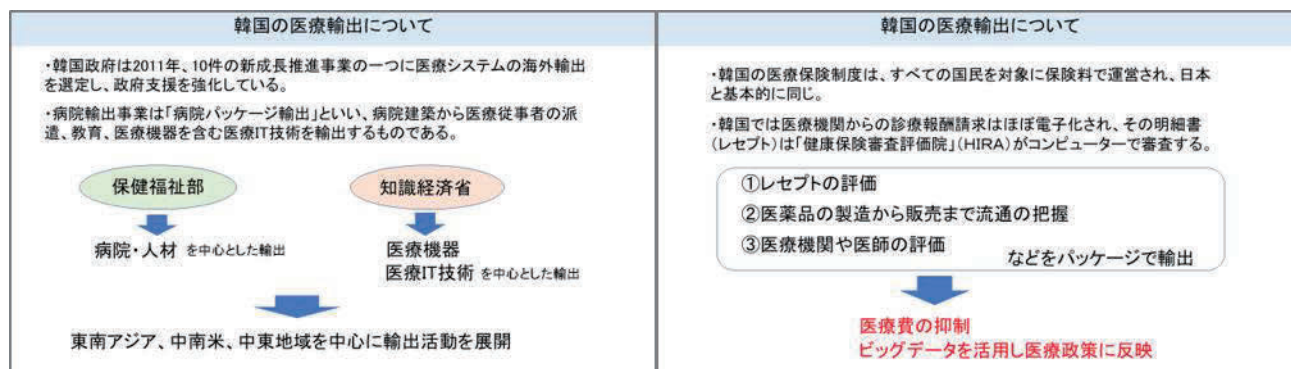 韓国の医療輸出について
・韓国政府は2011年、10件の新成長推進事業の一つに医療システムの海外輸出
を選定し、政府支援を強化している。
・病院輸出事業は「病院パッケージ輸出」といい、病院建築から医療従事者の派
遣、教育、医療機器を含む医療IT技術を輸出するものである。
保健福祉部
知識経済省
病院・人材 を中心とした輸出
医療機器
医療IT技術 を中心とした輸出
東南アジア、中南米、中東地域を中心に輸出活動を展開
韓国の医療輸出について
・韓国の医療保険制度は、すべての国民を対象に保険料で運営され、日本
と基本的に同じ。
・韓国では医療機関からの診療報酬請求はほぼ電子化され、その明細書
(レセプト)は「健康保険審査評価院」(HIRA)がコンピューターで審査する。
①レセプトの評価
②医薬品の製造から販売まで流通の把握
③医療機関や医師の評価
などをパッケージで輸出
医療費の抑制
ビッグデータを活用し医療政策に反映